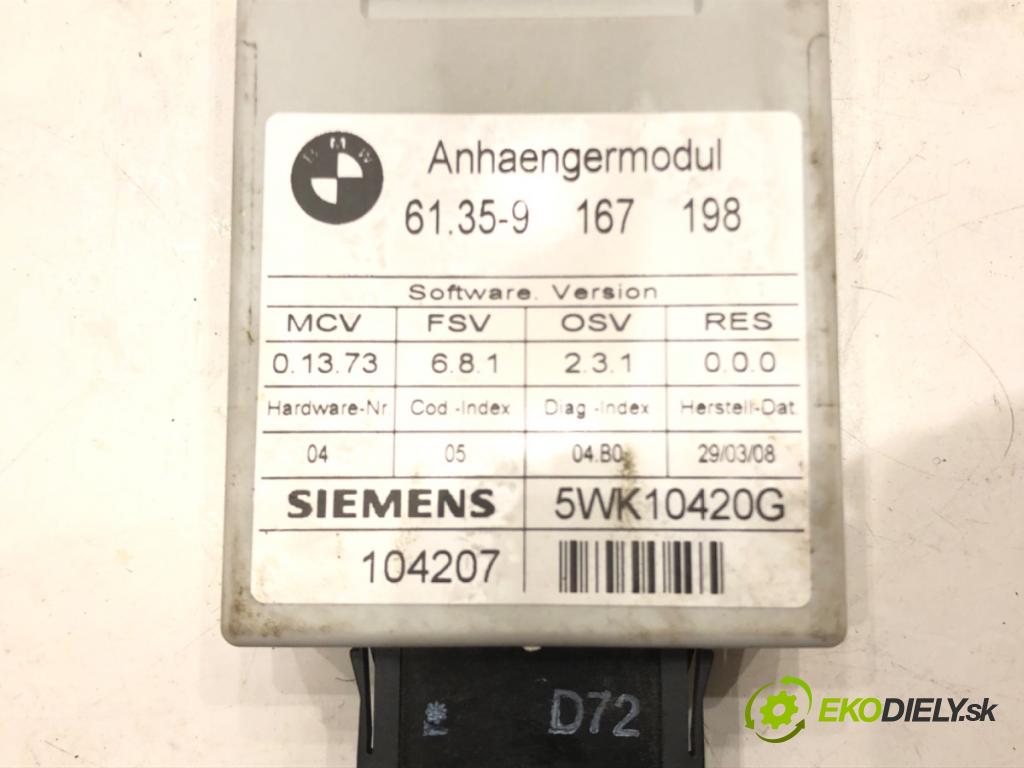 BMW
Anhaengermodul
61.35-9 167 198
Software. Version
MCV FSV OSV RES
0.13.73 6.8.1 2.3.1 0.0.0
Hardware-Nr Cod.-Index Diag.-Index Herstell-Dat
04 05 04.B0 29/03/08
SIEMENS 5WK10420G
104207
D72
EKODIELY.sk